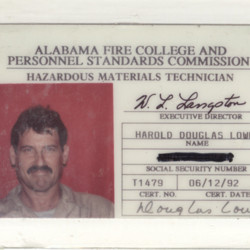 ALABAMA FIRE COLLEGE AND
PERSONNEL STANDARDS COMMISSION
HAZARDOUS MATERIALS TECHNICIAN
W. L. Langston
EXECUTIVE DIRECTOR
HAROLD DOUGLAS LOW
NAME
SOCIAL SECURITY NUMBER
T1479 06/12/92
CERT. NO. DATE
Douglas